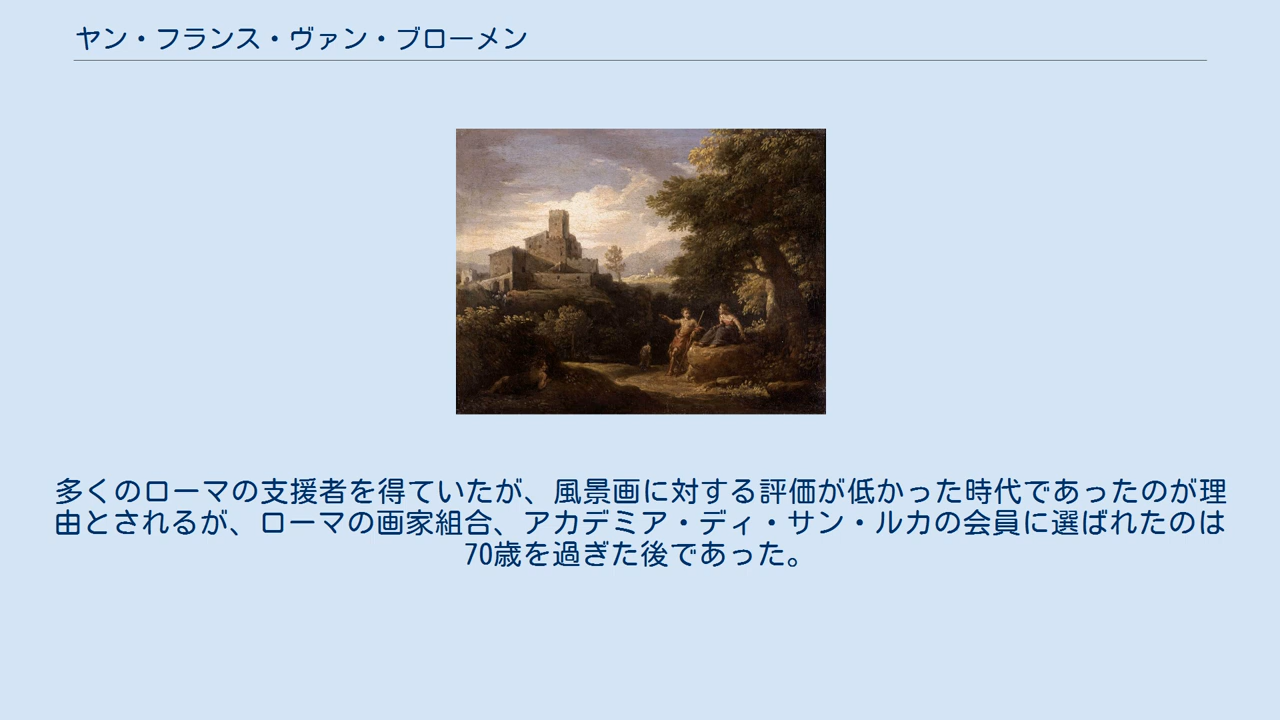 ヤン・フランス・ヴァン・ブローメン
多くのローマの支援者を得ていたが、風景画に対する評価が低かった時代であったのが理
由とされるが、ローマの画家組合、アカデミア・ディ・サン・ルカの会員に選ばれたのは
70歳を過ぎた後であった。